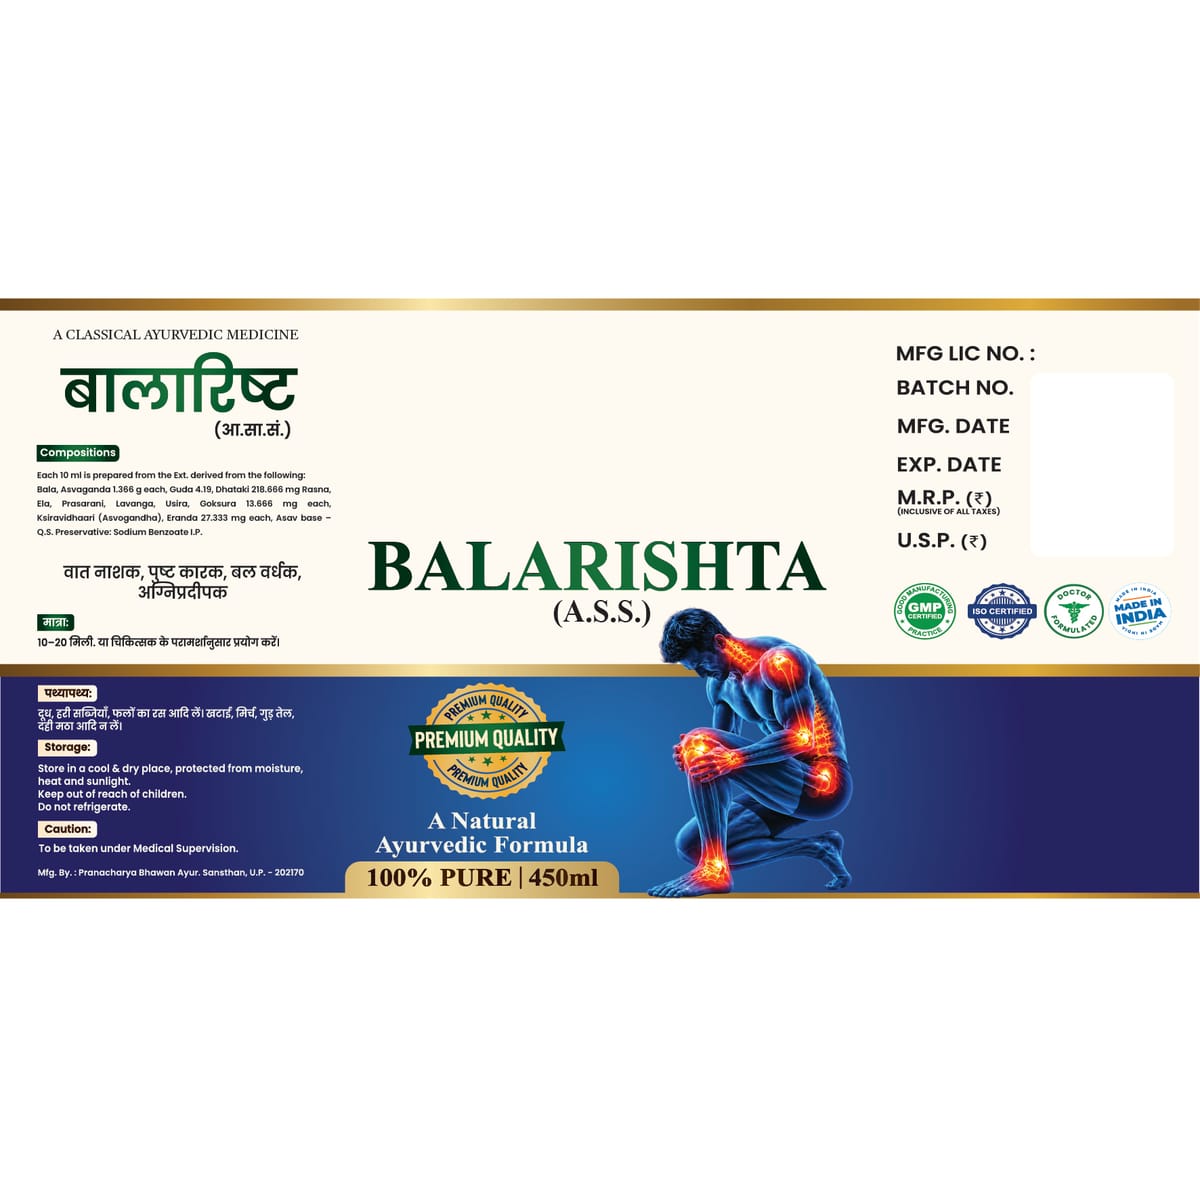 A CLASSICAL AYURVEDIC MEDICINE
बालारिष्ट
(आ.सा.सं.)
Compositions
Each 10 ml is prepared from the Ext. derived from the following:
Bala, Asvaganda 1.366 g each, Guda 4.19, Dhataki 218.666 mg Rasna,
Ela, Prasarani, Lavanga, Usira, Goksura 13.666 mg each,
Ksiravidhaari (Asvogandha), Eranda 27.333 mg each, Asav base –
Q.S. Preservative: Sodium Benzoate I.P.
वात नाशक, पुष्ट कारक, बल वर्धक,
अग्निप्रदीपक
मात्रा:
10–20 मिली. या चिकित्सक के परामर्शानुसार प्रयोग करें।
पथ्यापथ्य:
दूध, हरी सब्जियाँ, फलों का रस आदि लें। खटाई, मिर्च, गुड़ तेल,
दही मठा आदि न लें।
Storage:
Store in a cool & dry place, protected from moisture,
heat and sunlight.
Keep out of reach of children.
Do not refrigerate.
Caution:
To be taken under Medical Supervision.
Mfg. By. : Pranacharya Bhawan Ayur. Sansthan, U.P. - 202170
BALARISHTA
(A.S.S.)
PREMIUM QUALITY
PREMIUM QUALITY
PREMIUM QUALITY
A Natural
Ayurvedic Formula
100% PURE | 450ml
MFG LIC NO. :
BATCH NO.
MFG. DATE
EXP. DATE
M.R.P. (₹)
(INCLUSIVE OF ALL TAXES)
U.S.P. (₹)
GOOD MANUFACTURING
GMP
CERTIFIED
PRACTICE
ISO CERTIFIED
DOCTOR
FORMULATED
MADE IN INDIA
MADE IN
INDIA
MADE IN INDIA